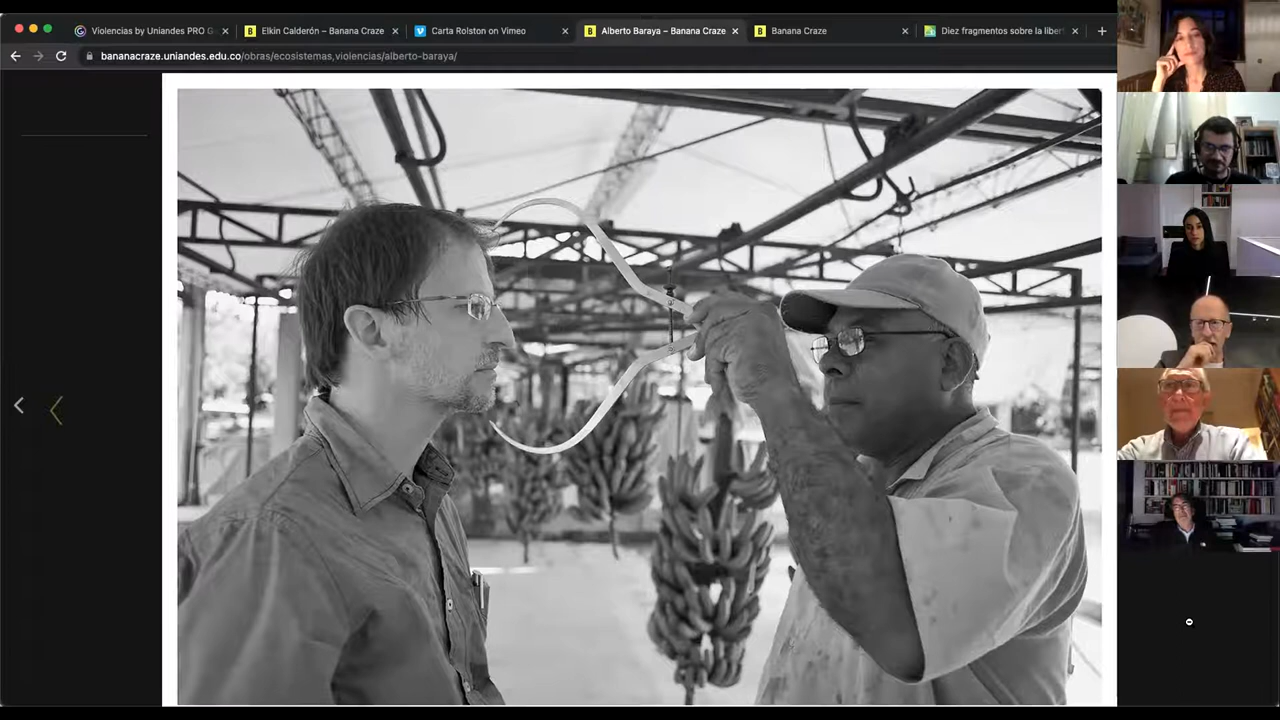 Violencias by Uniandes PRO G
Elkin Calderón – Banana Craze
Carta Rolston on Vimeo
Alberto Baraya – Banana Craze
Banana Craze
Diez fragmentos sobre la libert
bananacraze.uniandes.edu.co/obras/ecosistemas,violencias/alberto-baraya/